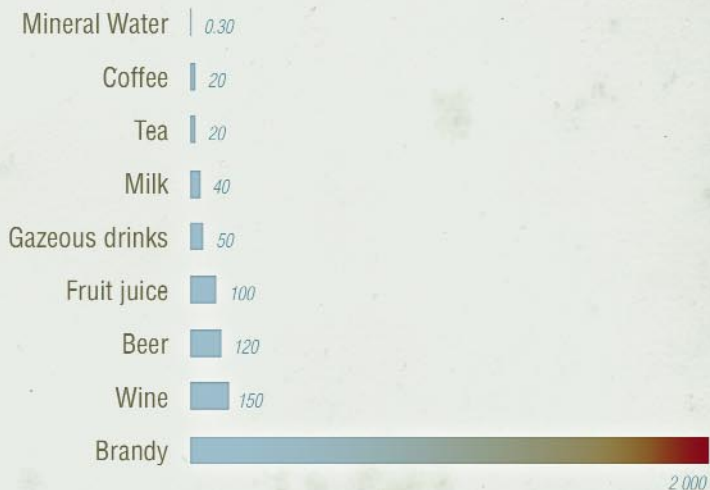 Mineral Water 0.30
Coffee 20
Tea 20
Milk 40
Gazeous drinks 50
Fruit juice 100
Beer 120
Wine 150
Brandy
2 000